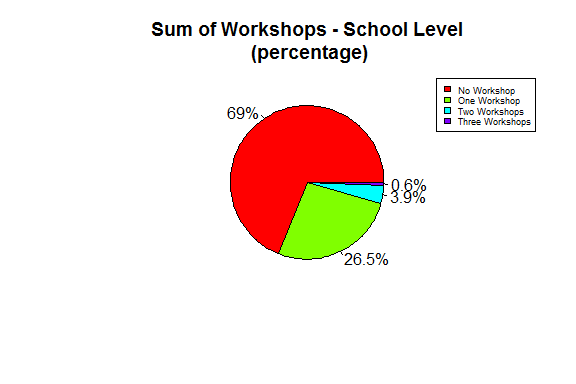 Sum of Workshops - School Level
(percentage)
No Workshop
One Workshop
Two Workshops
Three Workshops
69%
0.6%
3.9%
26.5%